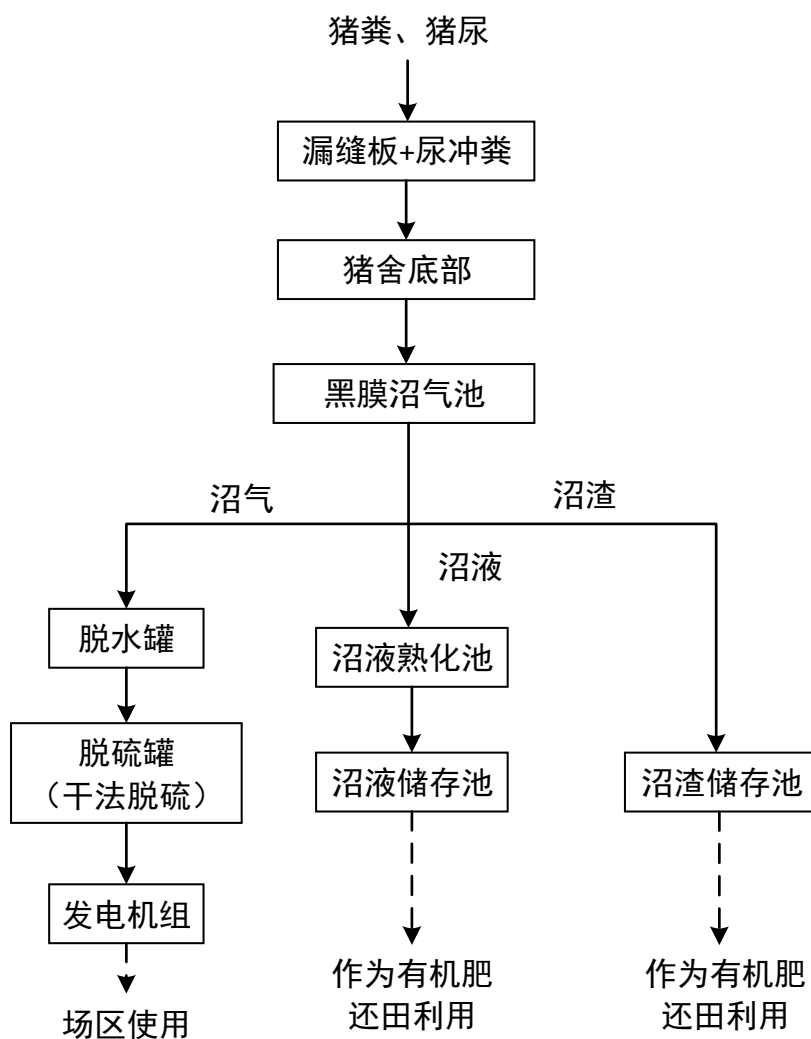 猪粪、猪尿
漏缝板+尿冲粪
猪舍底部
黑膜沼气池
沼气
沼渣
沼液
脱水罐
沼液熟化池
脱硫罐
（干法脱硫）
沼液储存池
沼渣储存池
发电机组
场区使用
作为有机肥
还田利用
作为有机肥
还田利用